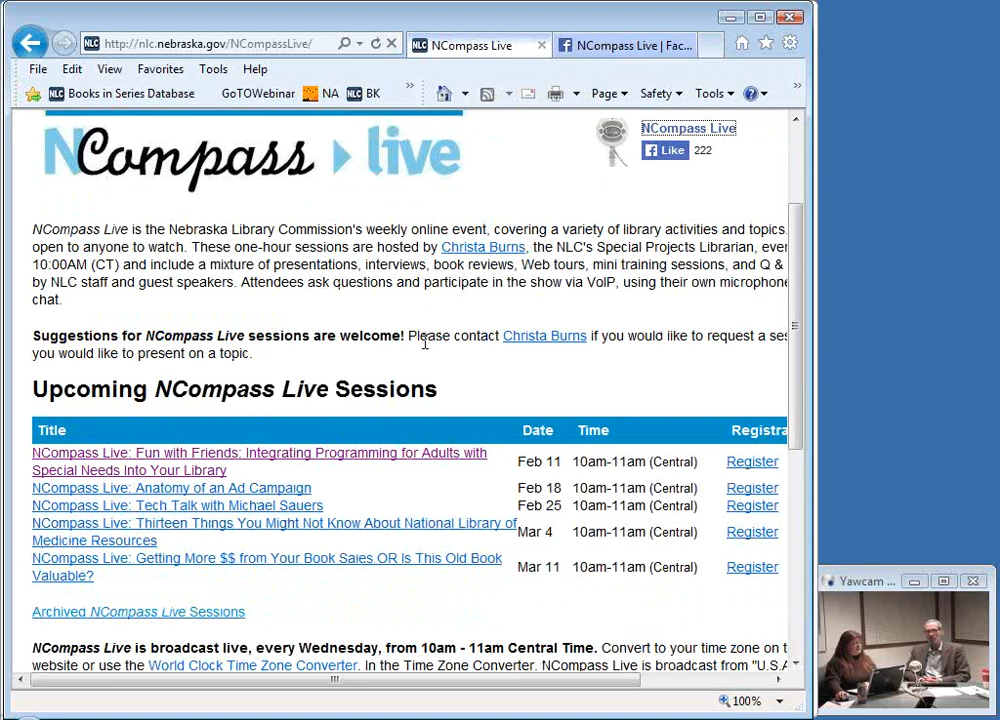 NLC http://nlc.nebraska.gov/NCompassLive/
NLC NCompass Live
NCompass Live | Fac...
File Edit View Favorites Tools Help
NLC Books in Series Database GoTOWebinar NA NLC BK
Page Safety Tools
NCompass live
NCompass Live
Like 222
NCompass Live is the Nebraska Library Commission's weekly online event, covering a variety of library activities and topics.
open to anyone to watch. These one-hour sessions are hosted by Christa Burns, the NLC's Special Projects Librarian, ever
10:00AM (CT) and include a mixture of presentations, interviews, book reviews, Web tours, mini training sessions, and Q &
by NLC staff and guest speakers. Attendees ask questions and participate in the show via VoIP, using their own microphone
chat.
Suggestions for NCompass Live sessions are welcome! Please contact Christa Burns if you would like to request a ses
you would like to present on a topic.
Upcoming NCompass Live Sessions
Title Date Time Registra
NCompass Live: Fun with Friends: Integrating Programming for Adults with
Special Needs Into Your Library Feb 11 10am-11am (Central) Register
NCompass Live: Anatomy of an Ad Campaign Feb 18 10am-11am (Central) Register
NCompass Live: Tech Talk with Michael Sauers Feb 25 10am-11am (Central) Register
NCompass Live: Thirteen Things You Might Not Know About National Library of
Medicine Resources Mar 4 10am-11am (Central) Register
NCompass Live: Getting More $$ from Your Book Sales OR Is This Old Book
Valuable? Mar 11 10am-11am (Central) Register
Archived NCompass Live Sessions
NCompass Live is broadcast live, every Wednesday, from 10am - 11am Central Time. Convert to your time zone on t
website or use the World Clock Time Zone Converter. In the Time Zone Converter, NCompass Live is broadcast from "U.S.A
100%
Yawcam ...